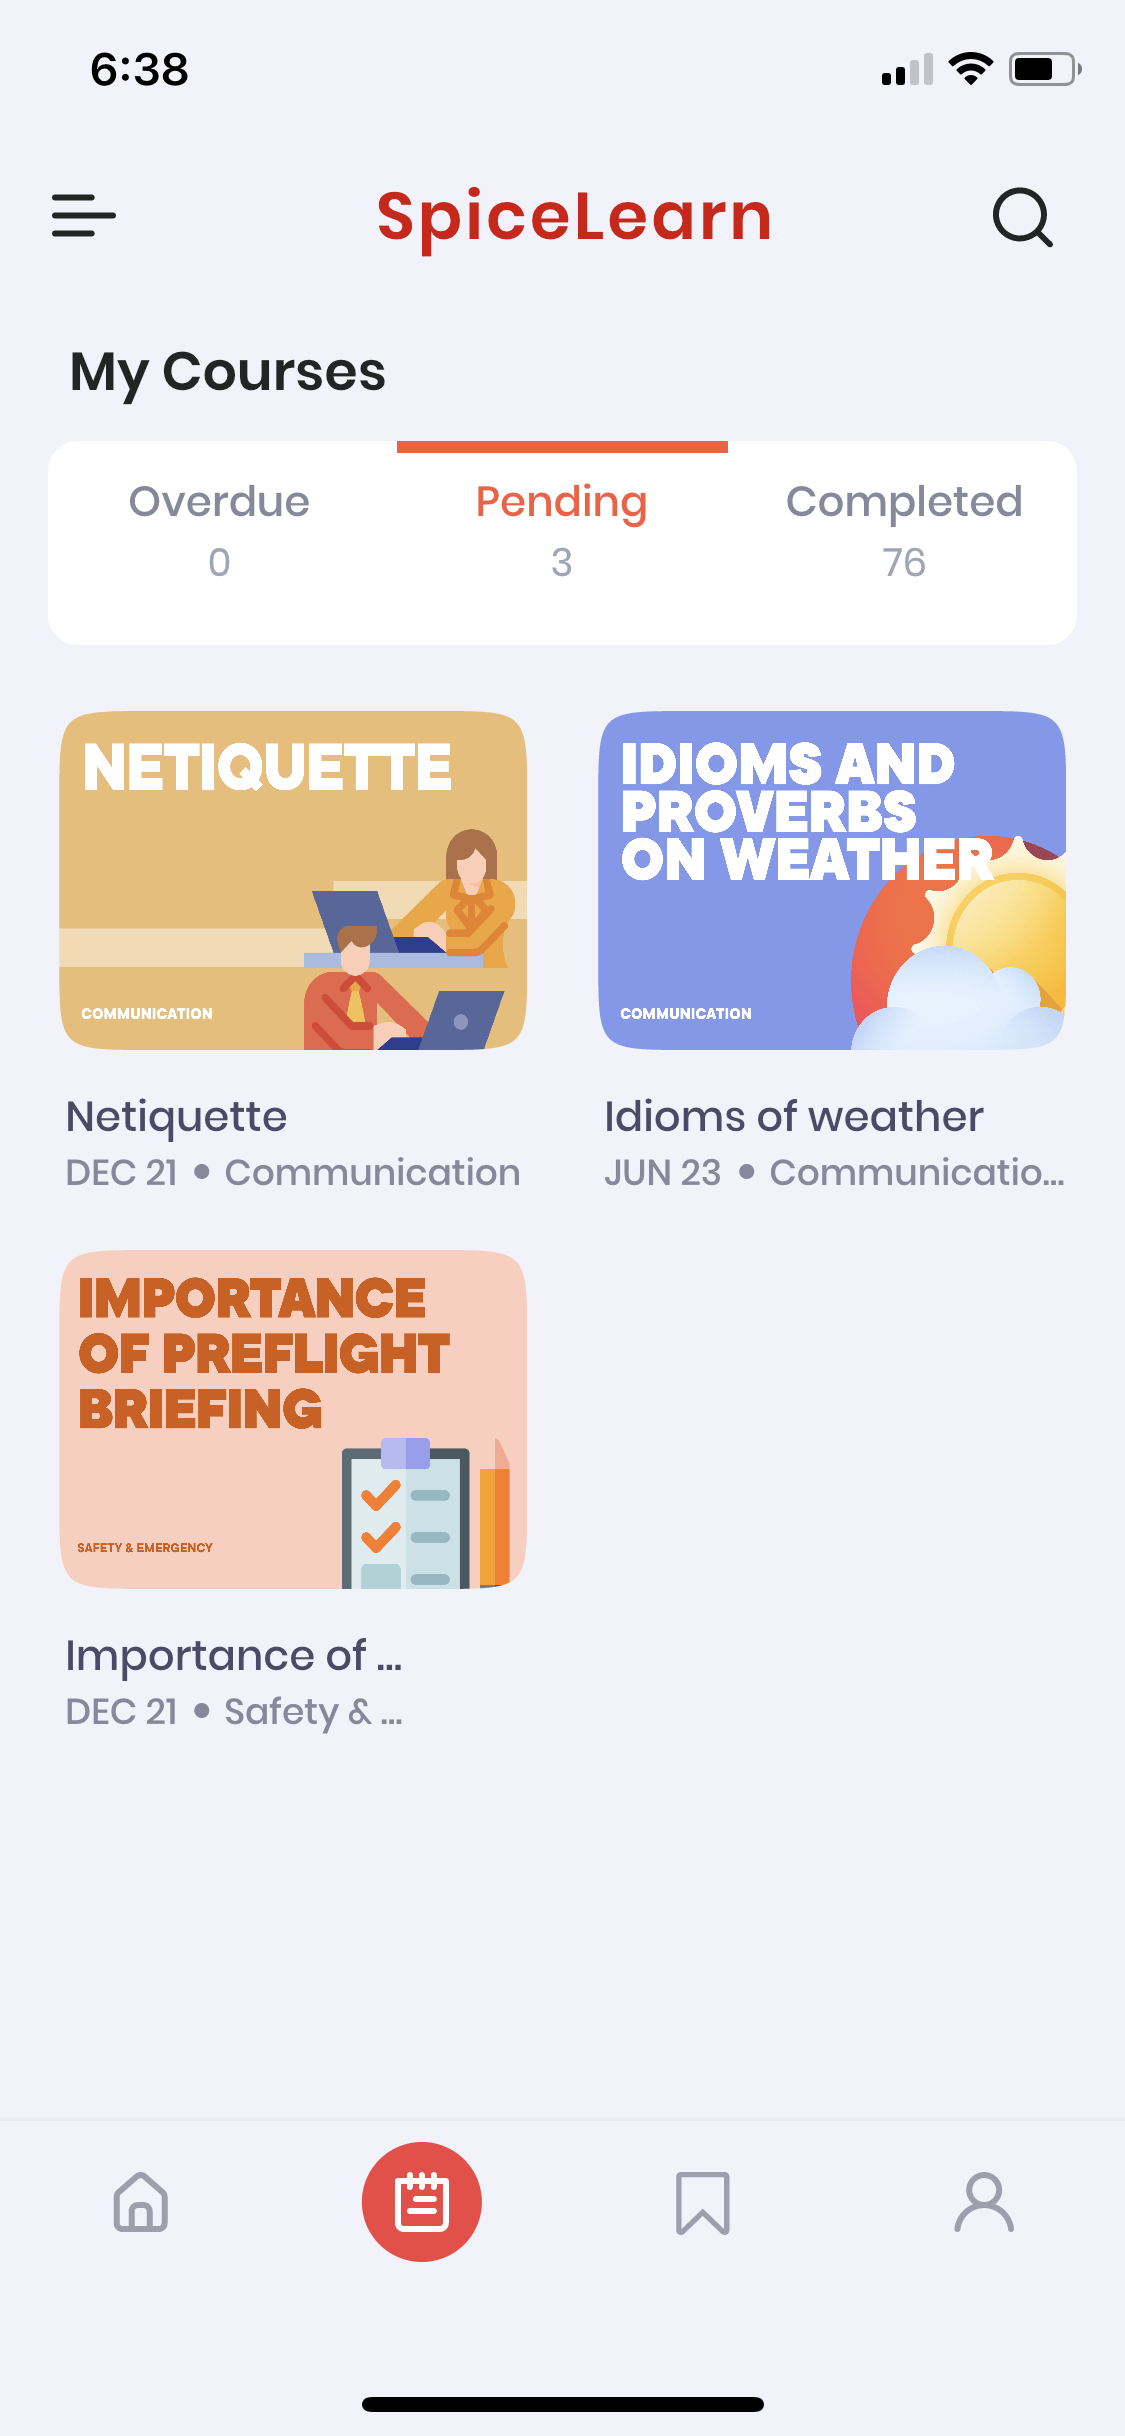 6:38
SpiceLearn
My Courses
Overdue
0
Pending
3
Completed
76
NETIQUETTE
COMMUNICATION
Netiquette
DEC 21 • Communication
IDIOMS AND
PROVERBS
ON WEATHER
COMMUNICATION
Idioms of weather
JUN 23 • Communicatio...
IMPORTANCE
OF PREFLIGHT
BRIEFING
SAFETY & EMERGENCY
Importance of ...
DEC 21 • Safety & ...